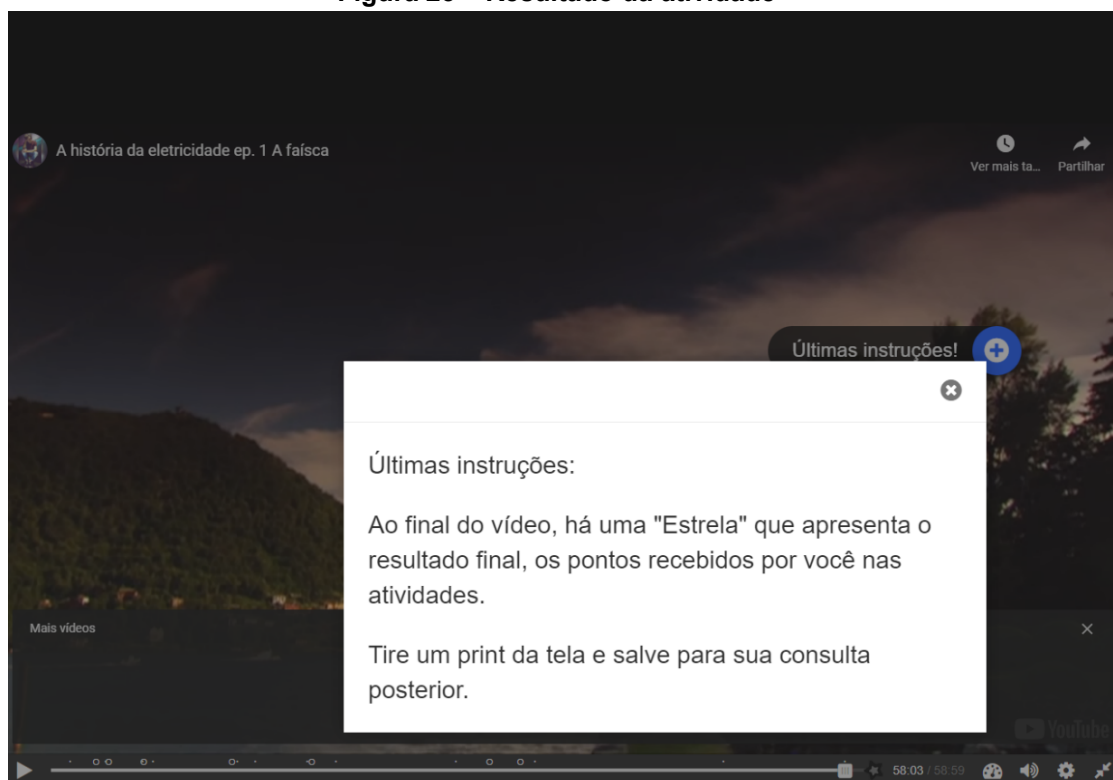 A história da eletricidade ep. 1 A faísca
Ver mais ta...
Partilhar
Últimas instruções!
Últimas instruções:
Ao final do vídeo, há uma "Estrela" que apresenta o
resultado final, os pontos recebidos por você nas
atividades.
Tire um print da tela e salve para sua consulta
posterior.
Mais vídeos
YouTube
58:03 / 58:59